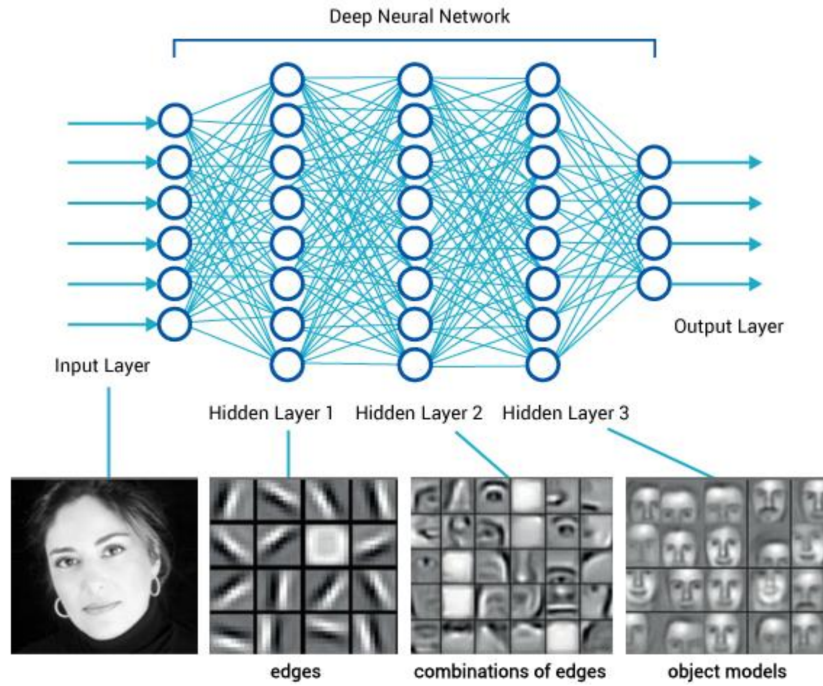 Deep Neural Network
Input Layer
Output Layer
Hidden Layer 1
Hidden Layer 2
Hidden Layer 3
edges
combinations of edges
object models